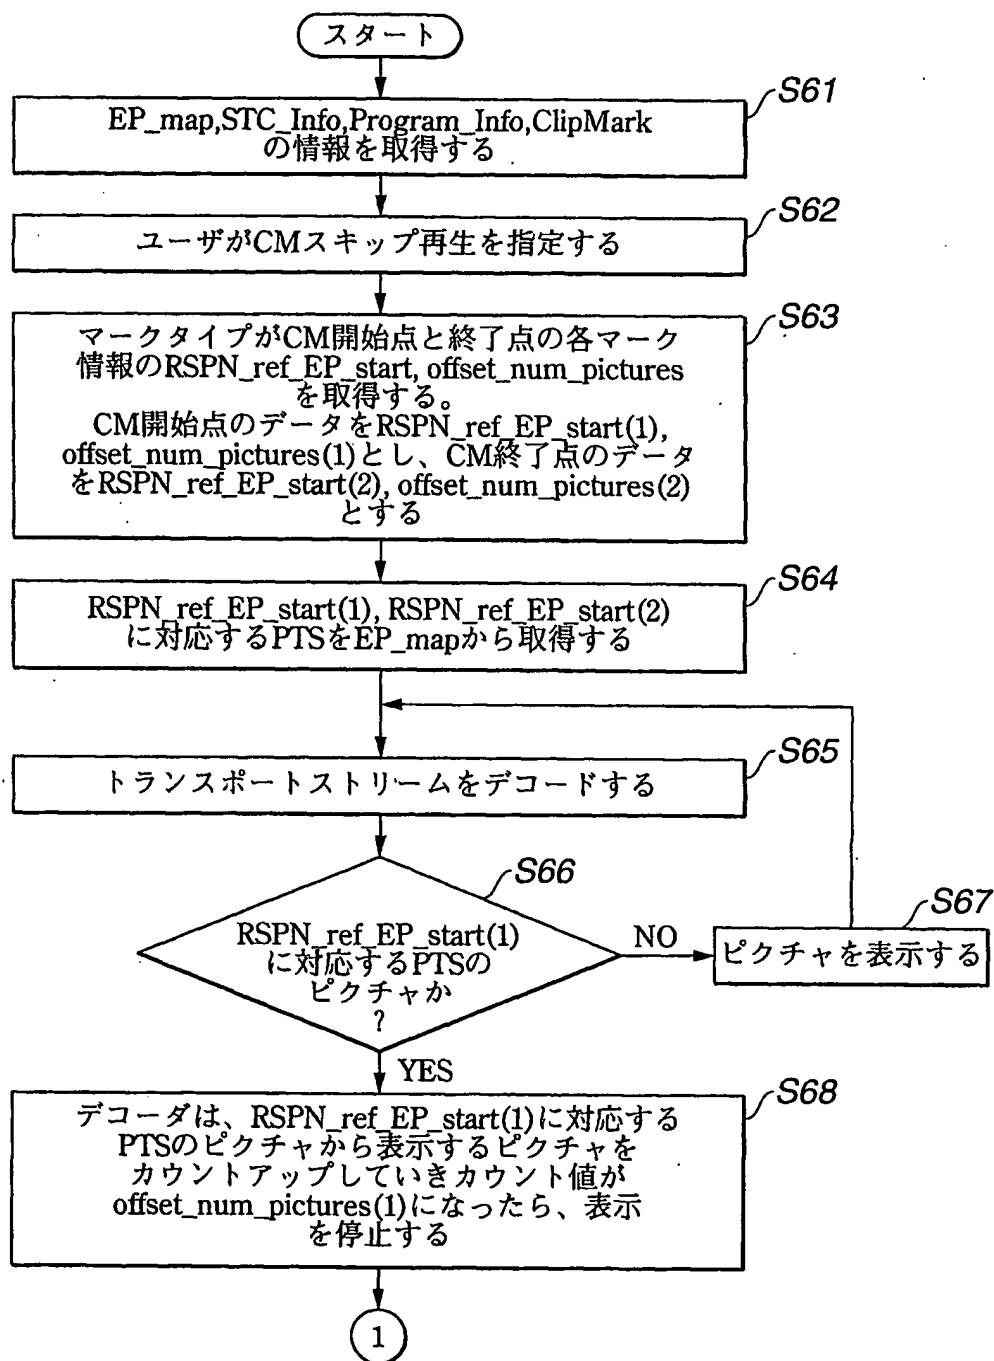 スタート
S61
EP_map,STC_Info,Program_Info,ClipMark
の情報を取得する
S62
ユーザがCMスキップ再生を指定する
S63
マークタイプがCM開始点と終了点の各マーク
情報のRSPN_ref_EP_start, offset_num_pictures
を取得する。
CM開始点のデータをRSPN_ref_EP_start(1),
offset_num_pictures(1)とし、CM終了点のデータ
をRSPN_ref_EP_start(2), offset_num_pictures(2)
とする
S64
RSPN_ref_EP_start(1), RSPN_ref_EP_start(2)
に対応するPTSをEP_mapから取得する
S65
トランスポートストリームをデコードする
S66
RSPN_ref_EP_start(1)
に対応するPTSの
ピクチャか
?
NO
S67
ピクチャを表示する
YES
S68
デコーダは、RSPN_ref_EP_start(1)に対応する
PTSのピクチャから表示するピクチャを
カウントアップしていきカウント値が
offset_num_pictures(1)になったら、表示
を停止する
1